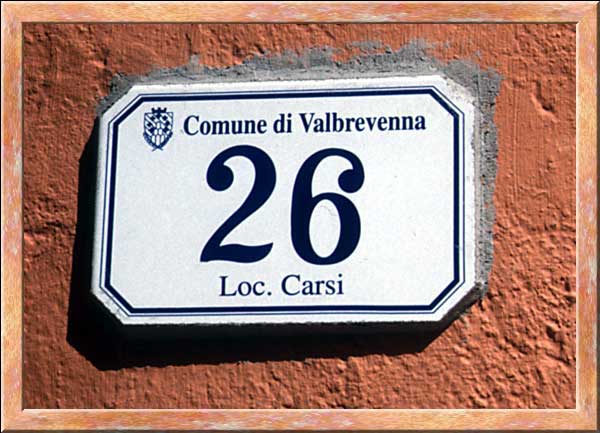 Comune di Valbrevenna
26
Loc. Carsi